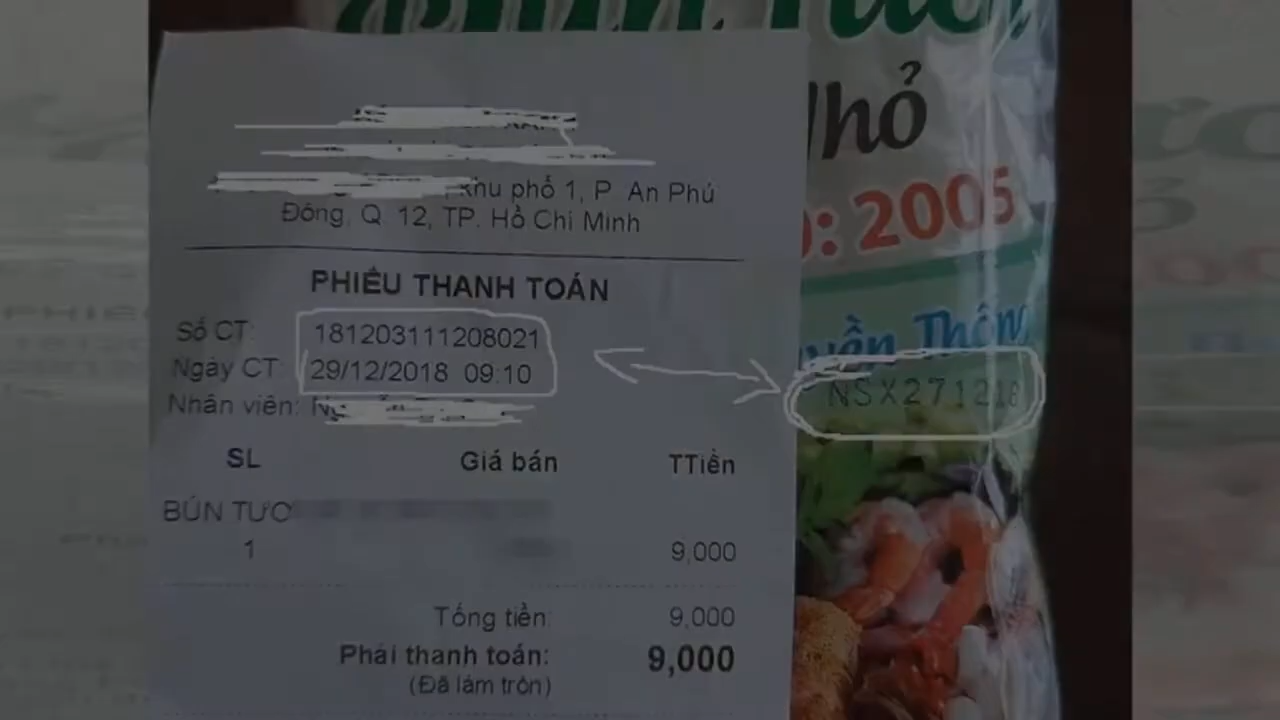 khu phố 1, P An Phú
Đông, Q 12, TP. Hồ Chí Minh
PHIẾU THANH TOÁN
Số CT: 181203111208021
Ngày CT: 29/12/2018 09:10
Nhân viên:
SL Giá bán TTiền
BÚN TƯƠ
1 9,000
Tổng tiền: 9,000
Phải thanh toán: 9,000
(Đã làm tròn)
Nhỏ
: 2005
Thống
NSX271218